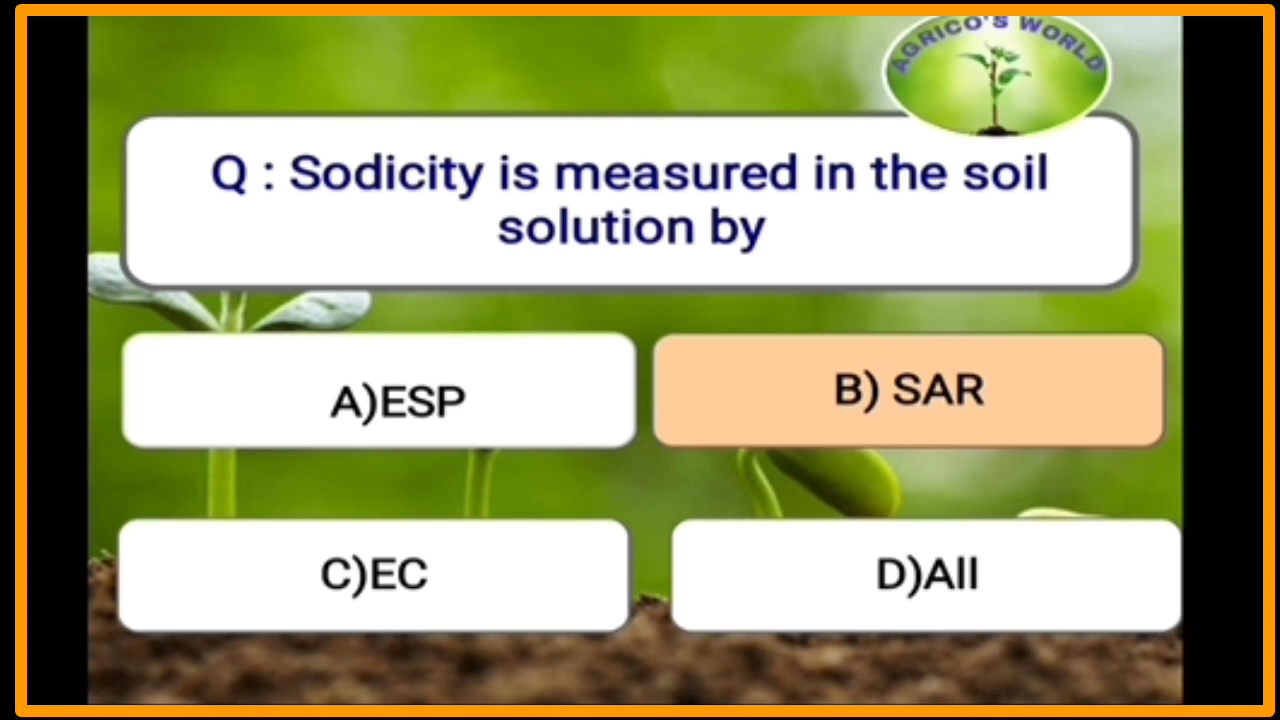 AGRICO'S WORLD
Q : Sodicity is measured in the soil
solution by
A)ESP
B) SAR
C)EC
D)All